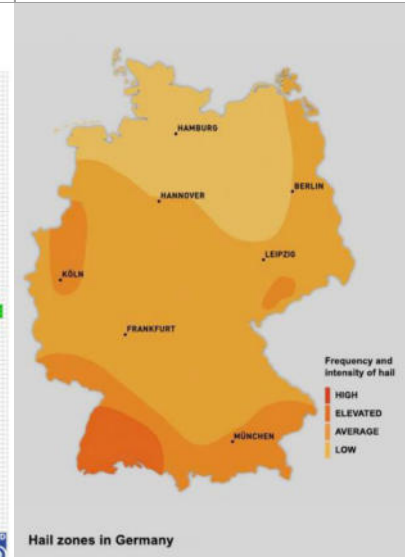 HAMBURG
HANNOVER
BERLIN
LEIPZIG
KÖLN
FRANKFURT
Frequency and
intensity of hail
HIGH
ELEVATED
AVERAGE
LOW
MÜNCHEN
Hail zones in Germany